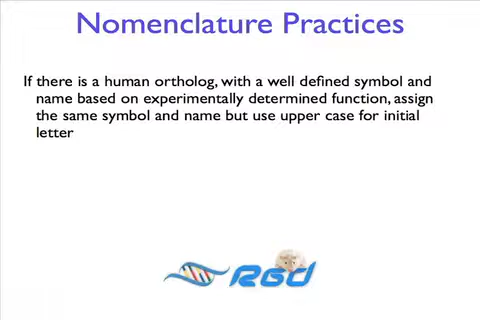 Nomenclature Practices
If there is a human ortholog, with a well defined symbol and
name based on experimentally determined function, assign
the same symbol and name but use upper case for initial
letter
RGD